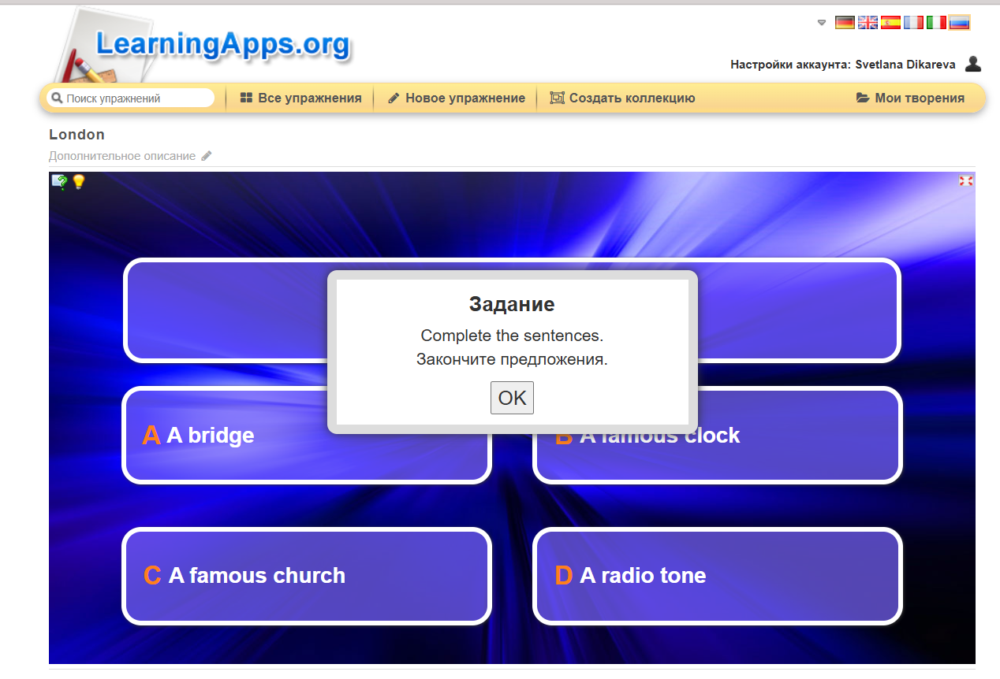 LearningApps.org
Настройки аккаунта: Svetlana Dikareva
Поиск упражнений
Все упражнения
Новое упражнение
Создать коллекцию
Мои творения
London
Дополнительное описание
Задание
Complete the sentences.
Закончите предложения.
OK
A A bridge
B A famous clock
C A famous church
D A radio tone